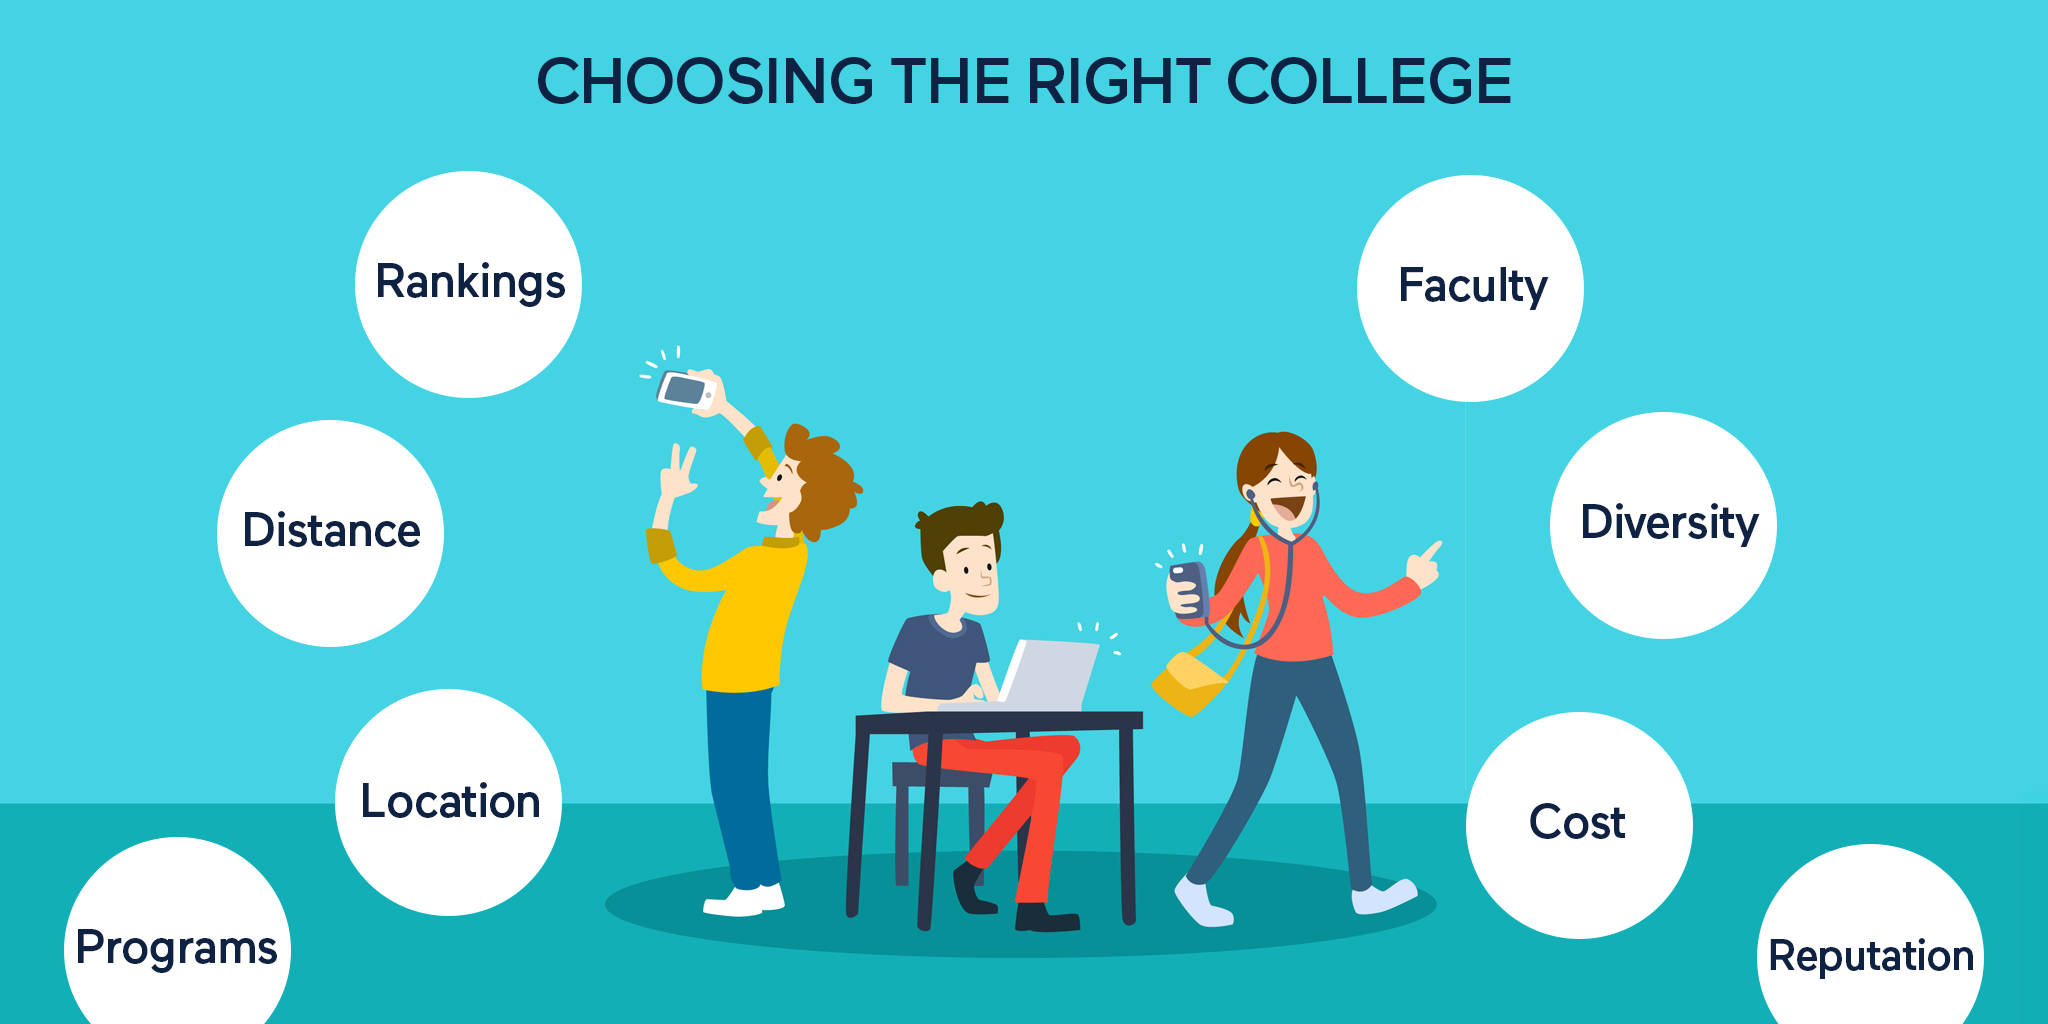 CHOOSING THE RIGHT COLLEGE
Rankings
Faculty
Distance
Diversity
Location
Cost
Programs
Reputation